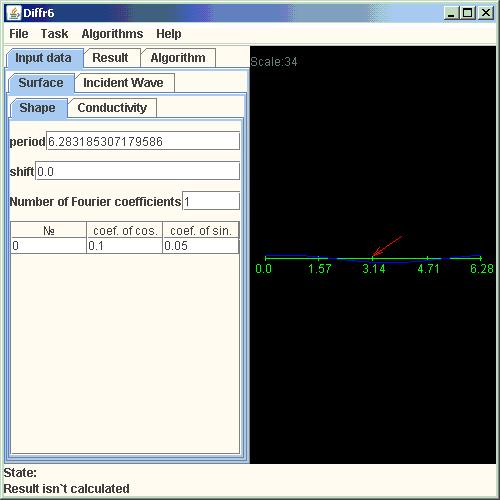 Diffr6
File Task Algorithms Help
Input data Result Algorithm
Surface Incident Wave
Shape Conductivity
period 6.283185307179586
shift 0.0
Number of Fourier coefficients 1
№ coef. of cos. coef. of sin.
0 0.1 0.05
Scale:34
0.0 1.57 3.14 4.71 6.28
State:
Result isn`t calculated